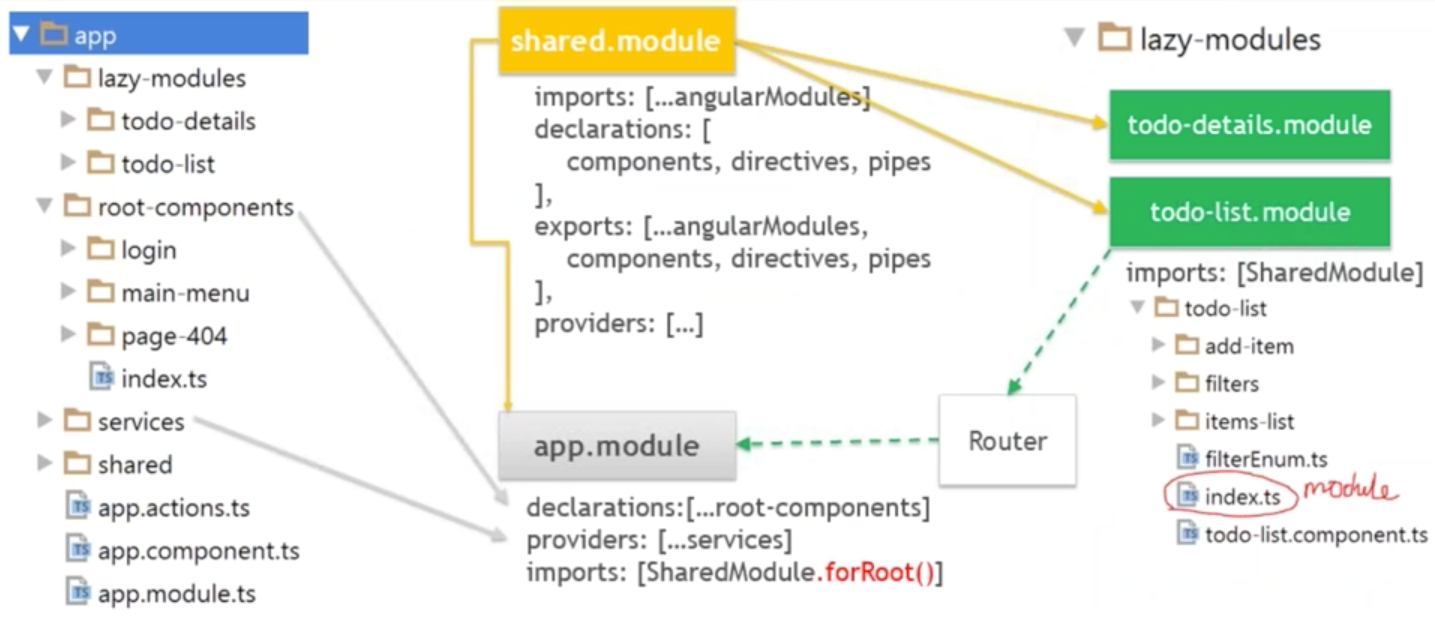 app
lazy-modules
todo-details
todo-list
root-components
login
main-menu
page-404
index.ts
services
shared
app.actions.ts
app.component.ts
app.module.ts
shared.module
imports: [...angularModules]
declarations: [
components, directives, pipes
],
exports: [...angularModules,
components, directives, pipes
],
providers: [...]
app.module
declarations:[...root-components]
providers: [...services]
imports: [SharedModule.forRoot()]
Router
lazy-modules
todo-details.module
todo-list.module
imports: [SharedModule]
todo-list
add-item
filters
items-list
filterEnum.ts
index.ts module
todo-list.component.ts